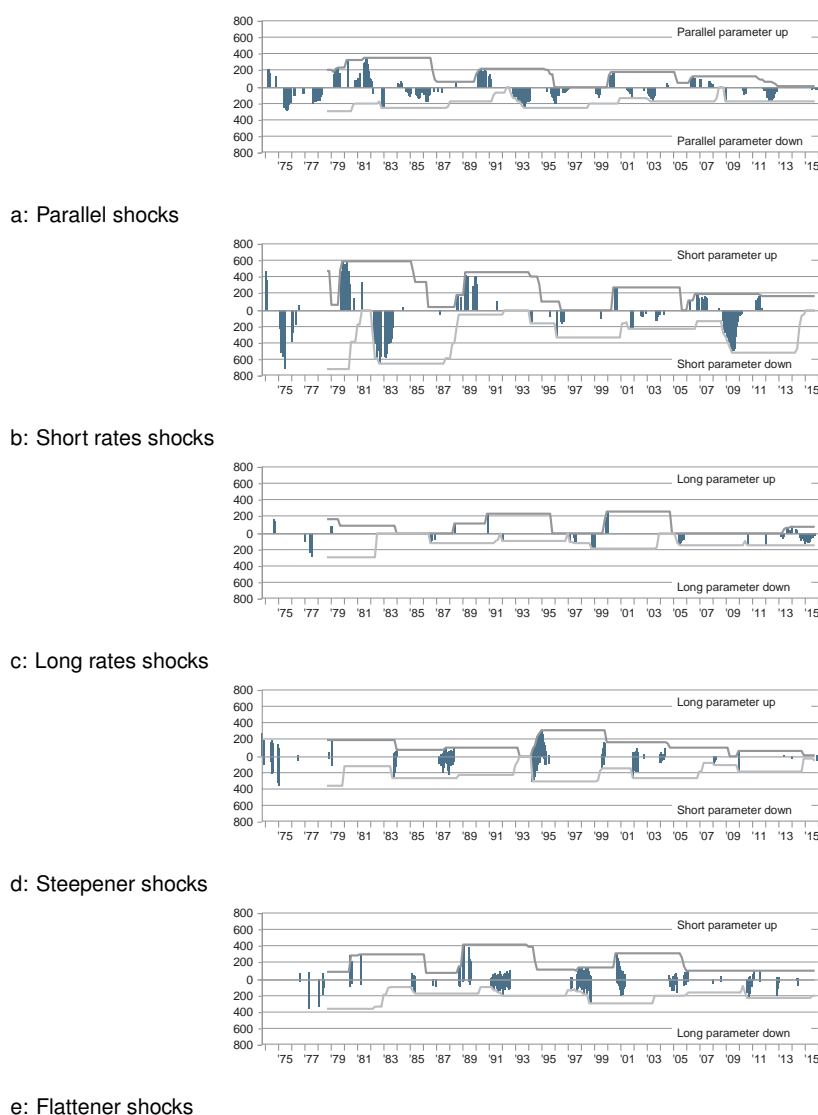 800
Parallel parameter up
600
400
200
0
200
400
600
Parallel parameter down
800
'75 '77 '79 '81 '83 '85 '87 '91 '93 '95 '97 '99 '01 '03 '05 '07 '09 '11 '13 '15
a: Parallel shocks
800
Short parameter up
600
400
200
0
200
400
600
Short parameter down
800
'75 '77 '79 '81 '83 '85 '87 '91 '93 '95 '97 '99 '01 '03 '05 '07 '09 '11 '13 '15
b: Short rates shocks
800
Long parameter up
600
400
200
0
200
400
600
Long parameter down
800
'75 '77 '79 '81 '83 '85 '87 '91 '93 '95 '97 '99 '01 '03 '05 '07 '09 '11 '13 '15
c: Long rates shocks
800
Long parameter up
600
400
200
0
200
400
600
Short parameter down
800
'75 '77 '79 '81 '83 '85 '87 '91 '93 '95 '97 '99 '01 '03 '05 '07 '09 '11 '13 '15
d: Steepener shocks
800
Short parameter up
600
400
200
0
200
400
600
Long parameter down
800
'75 '77 '79 '81 '83 '85 '87 '91 '93 '95 '97 '99 '01 '03 '05 '07 '09 '11 '13 '15
e: Flattener shocks